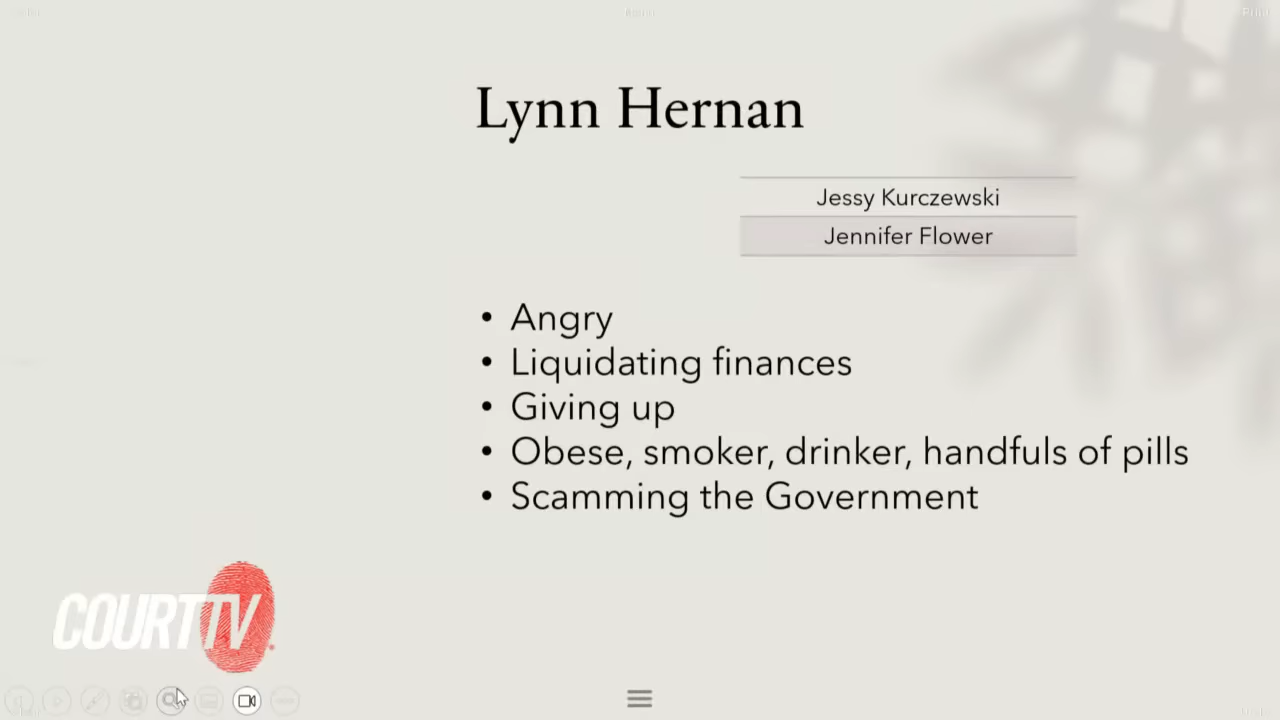 Lynn Hernan
Jessy Kurczewski
Jennifer Flower
• Angry
• Liquidating finances
• Giving up
• Obese, smoker, drinker, handfuls of pills
• Scamming the Government
COURT TV